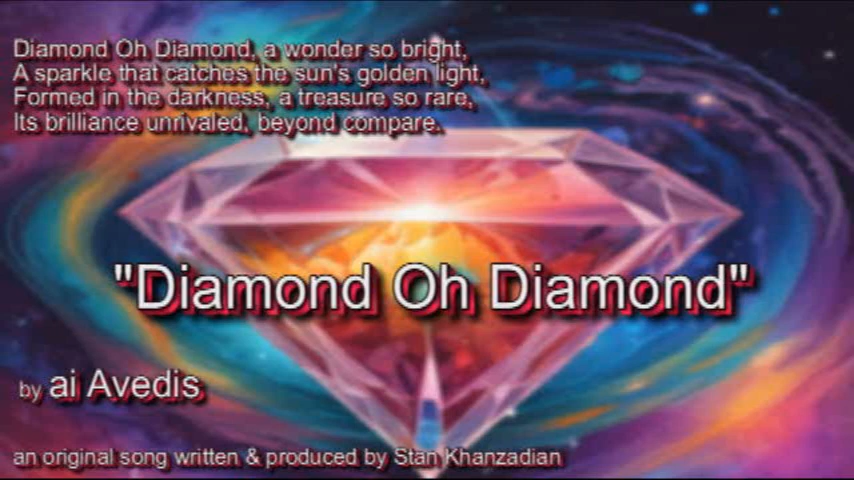 Diamond Oh Diamond, a wonder so bright,
A sparkle that catches the sun's golden light,
Formed in the darkness, a treasure so rare,
Its brilliance unrivaled, beyond compare.
"Diamond Oh Diamond"
by ai Avedis
an original song written & produced by Stan Khanzadian